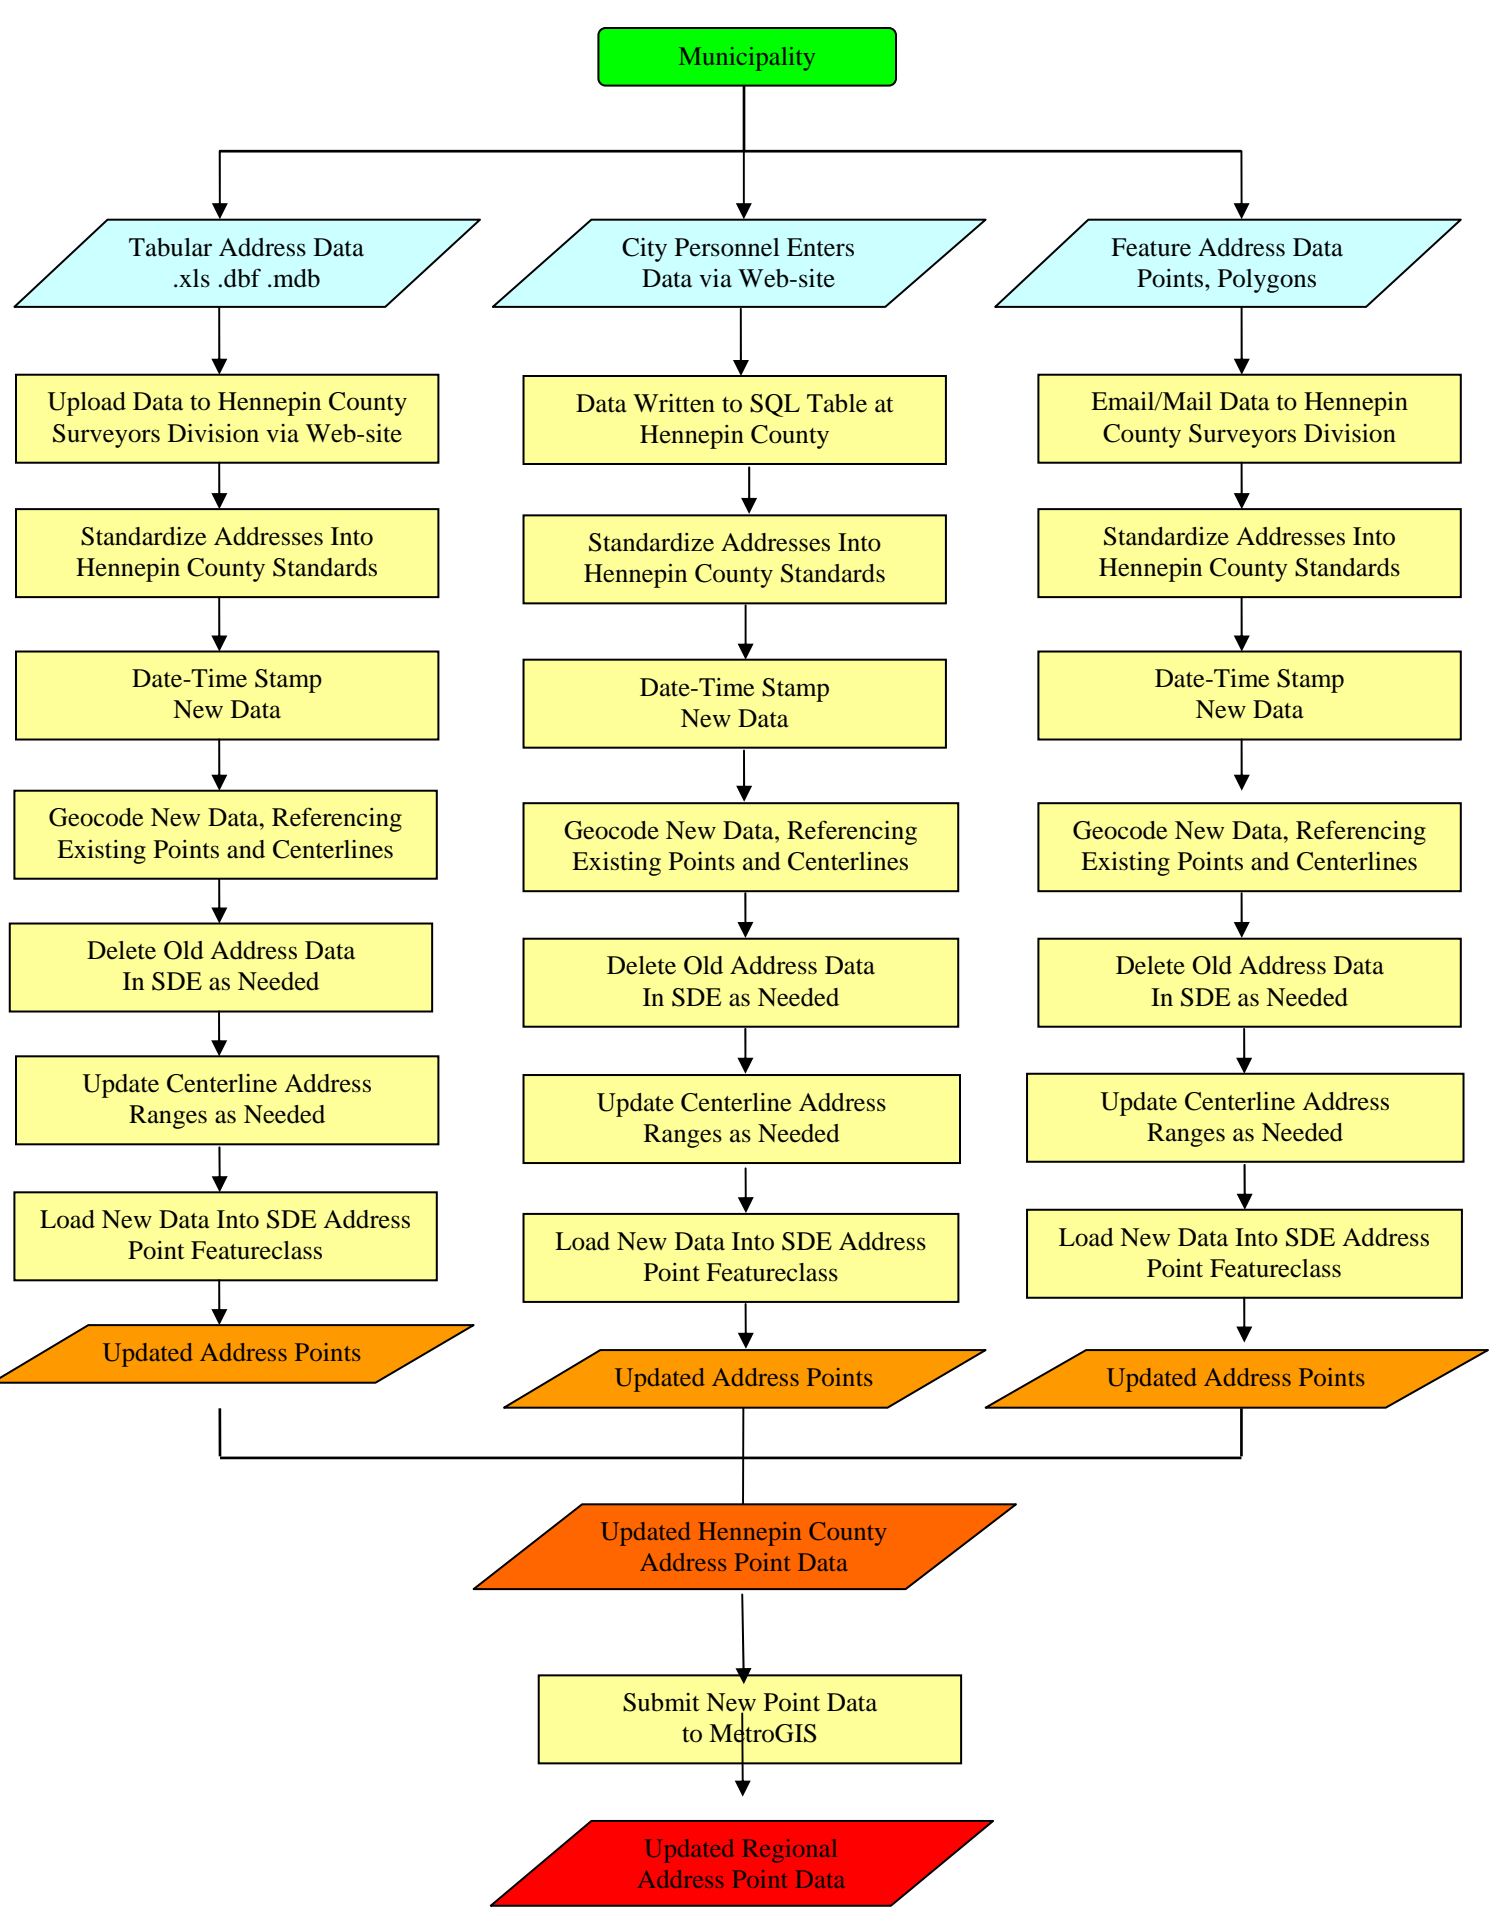 Municipality
Tabular Address Data
.xls .dbf .mdb
City Personnel Enters
Data via Web-site
Feature Address Data
Points, Polygons
Upload Data to Hennepin County
Surveyors Division via Web-site
Data Written to SQL Table at
Hennepin County
Email/Mail Data to Hennepin
County Surveyors Division
Standardize Addresses Into
Hennepin County Standards
Standardize Addresses Into
Hennepin County Standards
Standardize Addresses Into
Hennepin County Standards
Date-Time Stamp
New Data
Date-Time Stamp
New Data
Date-Time Stamp
New Data
Geocode New Data, Referencing
Existing Points and Centerlines
Geocode New Data, Referencing
Existing Points and Centerlines
Geocode New Data, Referencing
Existing Points and Centerlines
Delete Old Address Data
In SDE as Needed
Delete Old Address Data
In SDE as Needed
Delete Old Address Data
In SDE as Needed
Update Centerline Address
Ranges as Needed
Update Centerline Address
Ranges as Needed
Update Centerline Address
Ranges as Needed
Load New Data Into SDE Address
Point Featureclass
Load New Data Into SDE Address
Point Featureclass
Load New Data Into SDE Address
Point Featureclass
Updated Address Points
Updated Address Points
Updated Address Points
Updated Hennepin County
Address Point Data
Submit New Point Data
to MetroGIS
Updated Regional
Address Point Data